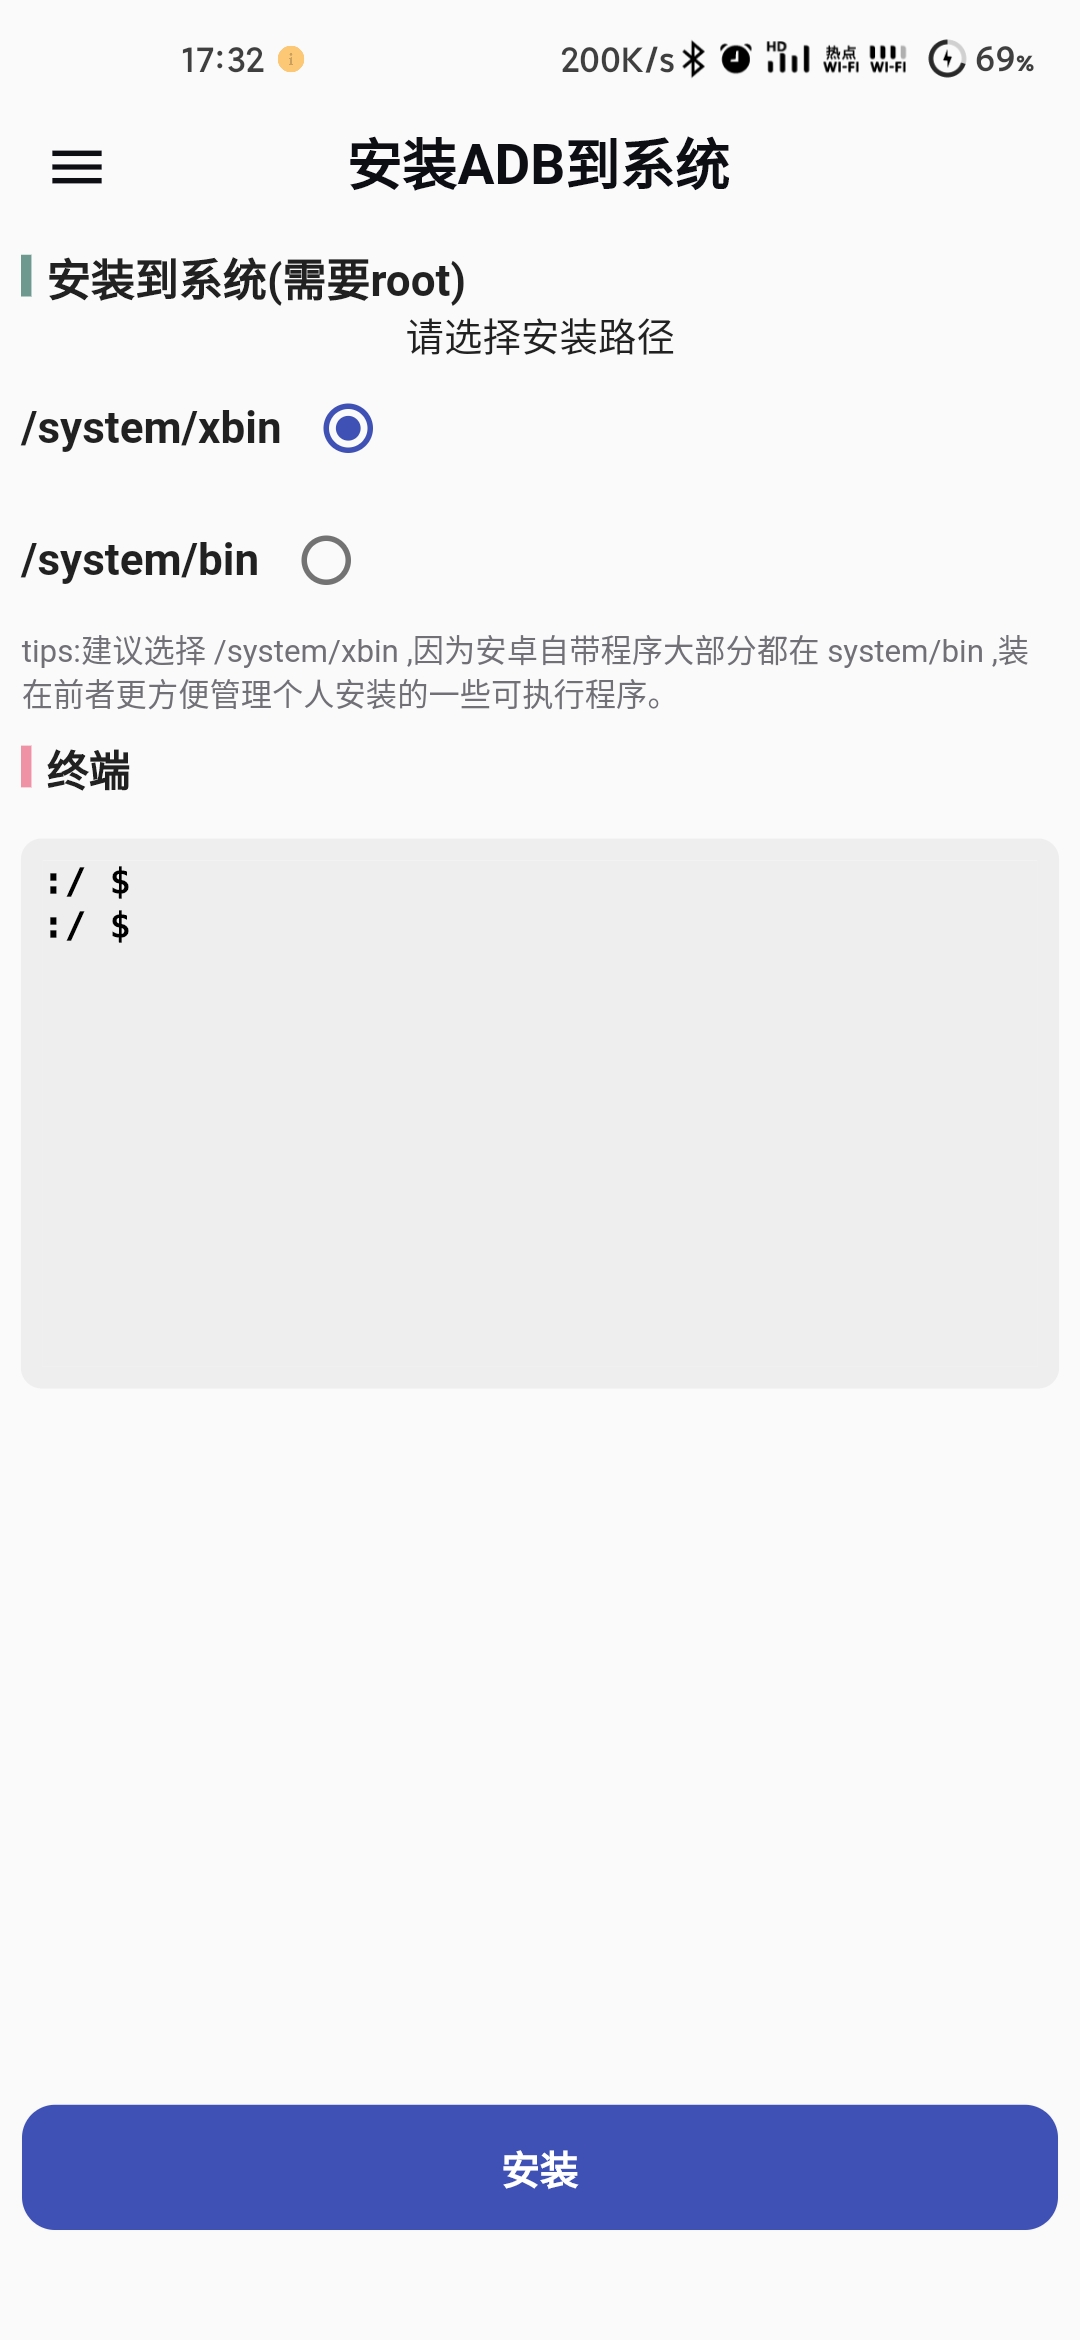 17:32
200K/s HD 热点 WI-FI WI-FI 69%
安装ADB到系统
安装到系统(需要root)
请选择安装路径
/system/xbin
/system/bin
tips:建议选择 /system/xbin ,因为安卓自带程序大部分都在 system/bin ,装
在前者更方便管理个人安装的一些可执行程序。
终端
:/ $
:/ $
安装